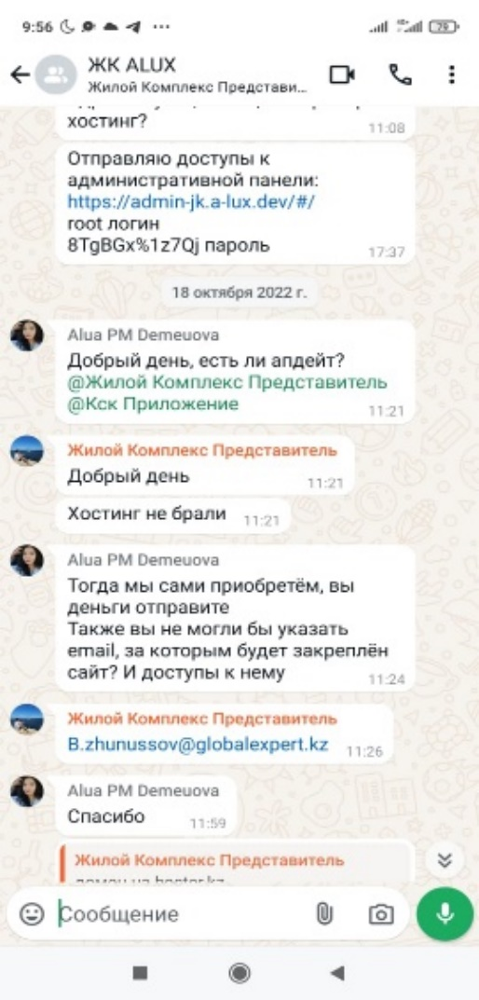 9:56
79
ЖК ALUX
Жилой Комплекс Представи...
хостинг?
11:08
Отправляю доступы к
административной панели:
https://admin-jk.a-lux.dev/#/
root логин
8TgBGx%1z7Qj пароль
17:37
18 октября 2022 г.
Alua PM Demeuova
Добрый день, есть ли апдейт?
@Жилой Комплекс Представитель
@Кск Приложение
11:21
Жилой Комплекс Представитель
Добрый день
11:21
Хостинг не брали 11:21
Alua PM Demeuova
Тогда мы сами приобретём, вы
деньги отправите
Также вы не могли бы указать
email, за которым будет закреплён
сайт? И доступы к нему
11:24
Жилой Комплекс Представитель
B.zhunussov@globalexpert.kz 11:26
Alua PM Demeuova
Спасибо 11:59
Жилой Комплекс Представитель
Сообщение